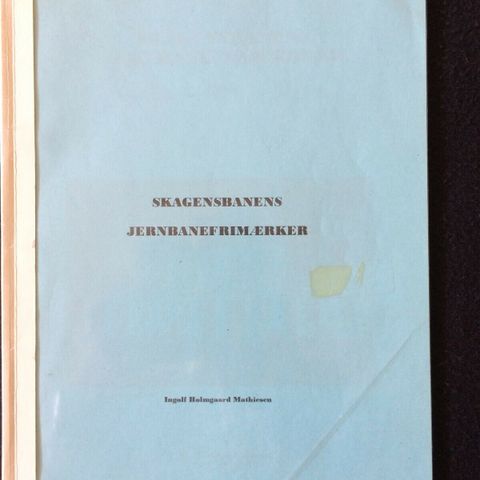 SKAGENSBANENS
JERNBANEFRIMÆRKER
Ingolf Holmgaard Mathiesen